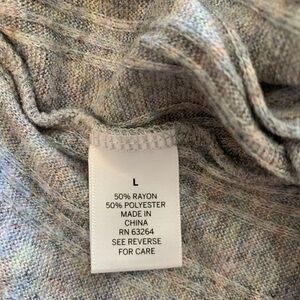 L
50% RAYON
50% POLYESTER
MADE IN
CHINA
RN 63264
SEE REVERSE
FOR CARE